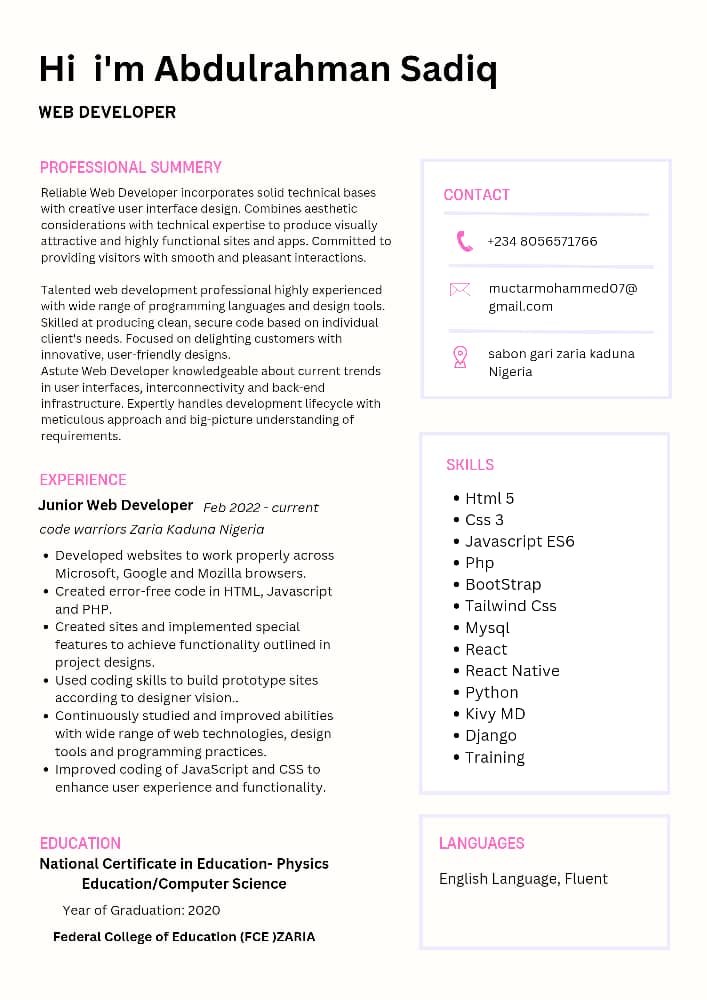 Hi i'm Abdulrahman Sadiq
WEB DEVELOPER
PROFESSIONAL SUMMERY
Reliable Web Developer incorporates solid technical bases
with creative user interface design. Combines aesthetic
considerations with technical expertise to produce visually
attractive and highly functional sites and apps. Committed to
providing visitors with smooth and pleasant interactions.
Talented web development professional highly experienced
with wide range of programming languages and design tools.
Skilled at producing clean, secure code based on individual
client's needs. Focused on delighting customers with
innovative, user-friendly designs.
Astute Web Developer knowledgeable about current trends
in user interfaces, interconnectivity and back-end
infrastructure. Expertly handles development lifecycle with
meticulous approach and big-picture understanding of
requirements.
EXPERIENCE
Junior Web Developer Feb 2022 - current
code warriors Zaria Kaduna Nigeria
• Developed websites to work properly across
Microsoft, Google and Mozilla browsers.
• Created error-free code in HTML, Javascript
and PHP.
• Created sites and implemented special
features to achieve functionality outlined in
project designs.
• Used coding skills to build prototype sites
according to designer vision..
• Continuously studied and improved abilities
with wide range of web technologies, design
tools and programming practices.
• Improved coding of JavaScript and CSS to
enhance user experience and functionality.
EDUCATION
National Certificate in Education- Physics
Education/Computer Science
Year of Graduation: 2020
Federal College of Education (FCE )ZARIA
CONTACT
+234 8056571766
muctarmohammed07@
gmail.com
sabon gari zaria kaduna
Nigeria
SKILLS
• Html 5
• Css 3
• Javascript ES6
• Php
• BootStrap
• Tailwind Css
• Mysql
• React
• React Native
• Python
• Kivy MD
• Django
• Training
LANGUAGES
English Language, Fluent